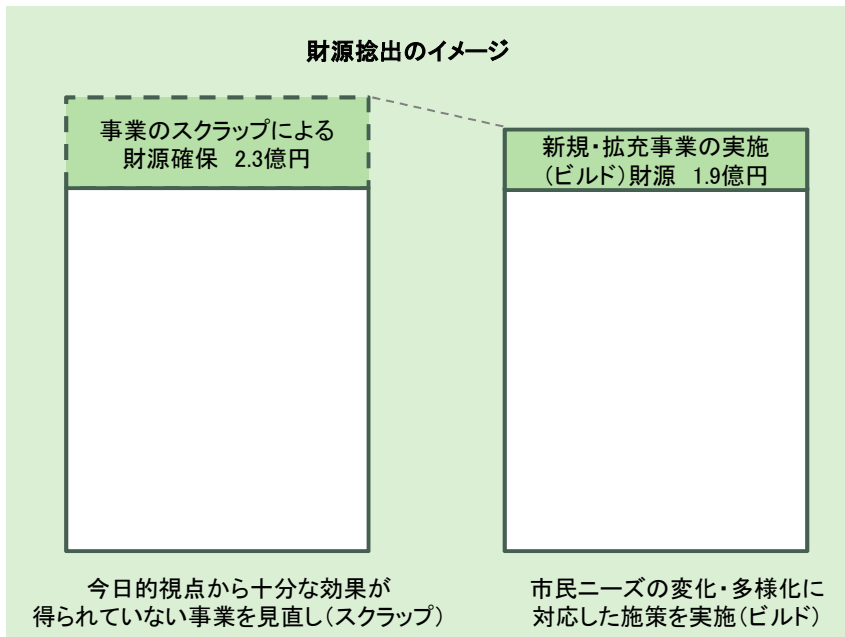 財源捻出のイメージ
事業のスクラップによる
財源確保 2.3億円
新規・拡充事業の実施
(ビルド)財源 1.9億円
今日的視点から十分な効果が
得られていない事業を見直し(スクラップ)
市民ニーズの変化・多様化に
対応した施策を実施(ビルド)